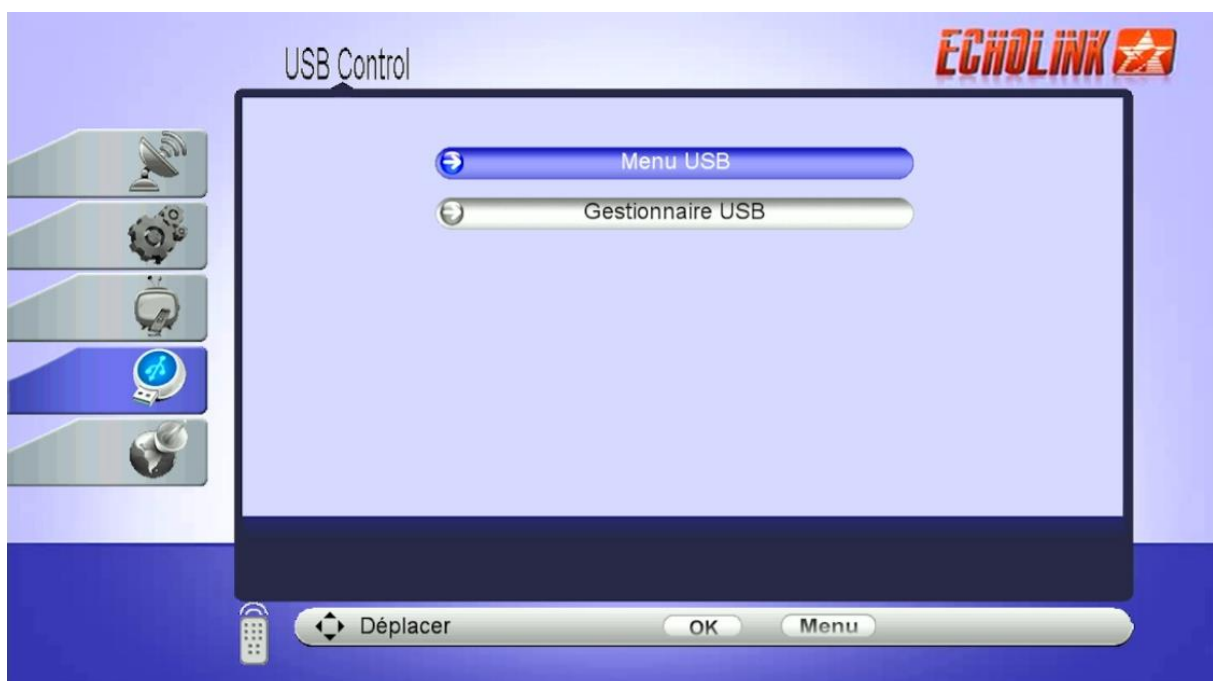 USB Control
ECHOLINK
Menu USB
Gestionnaire USB
Déplacer OK Menu